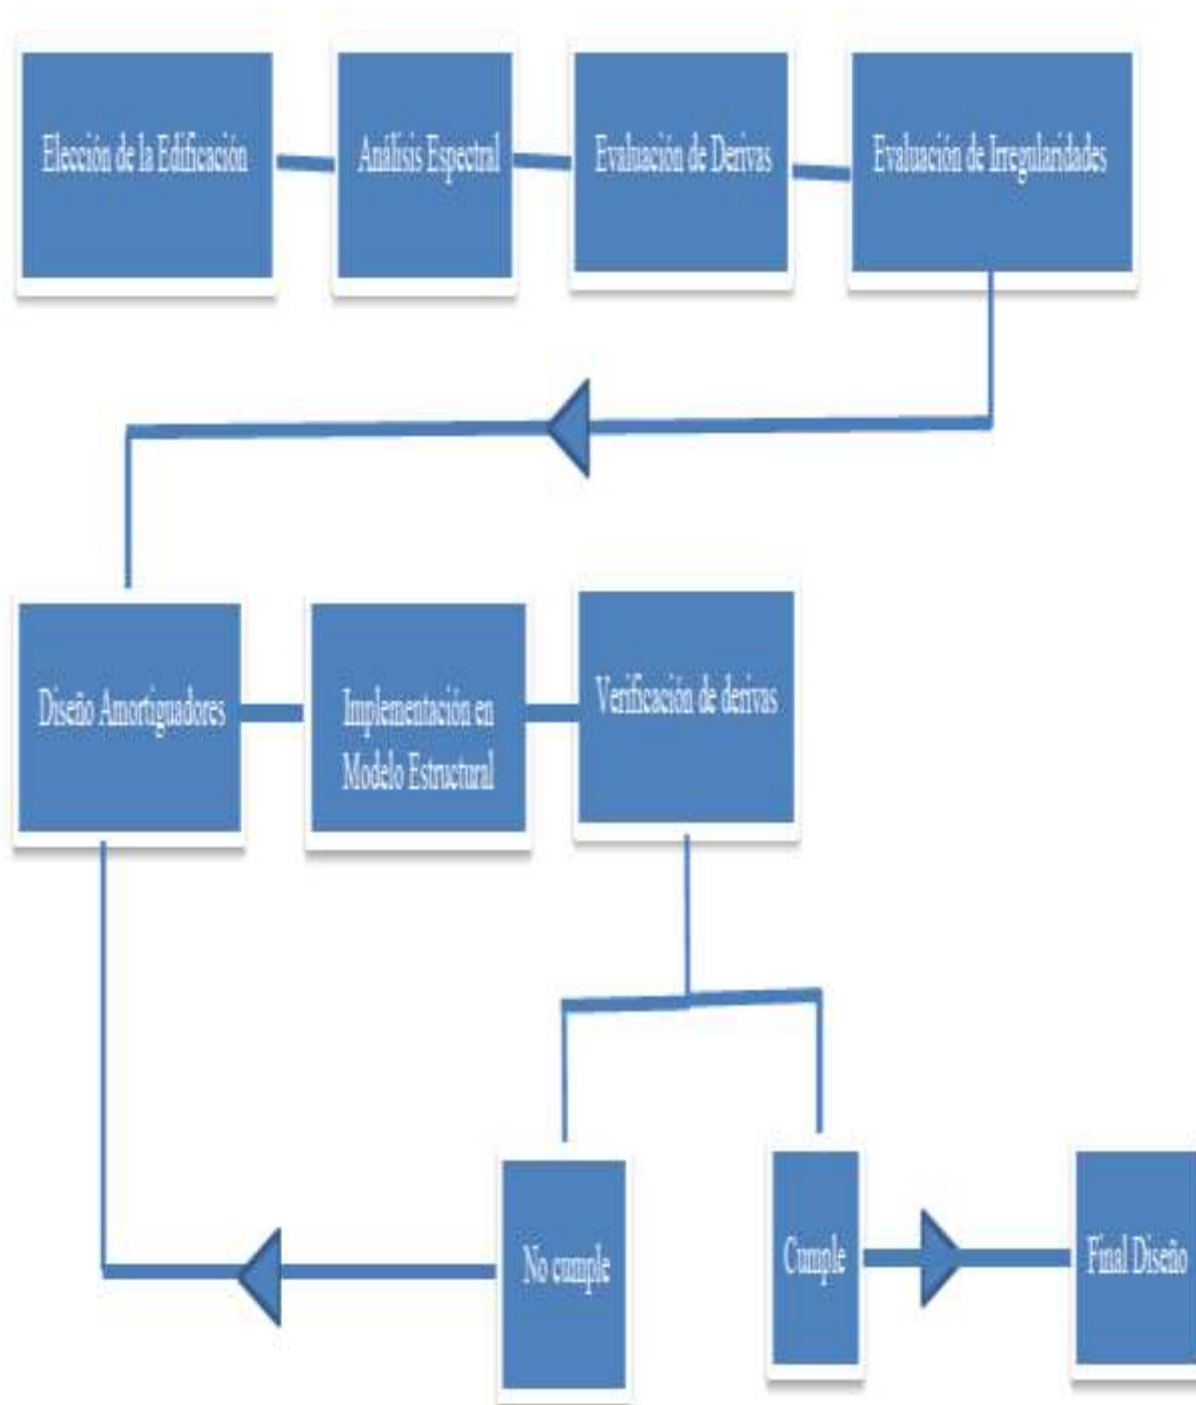 Elección de la Edificación
Análisis Espectral
Evaluación de Derivas
Evaluación de Irregularidades
Diseño Amortiguadores
Implementación en
Modelo Estructural
Verificación de derivas
No cumple
Cumple
Final Diseño